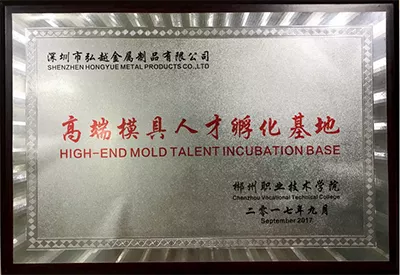 深圳市弘越金属制品有限公司
SHENZHEN HONGYUE METAL PRODUCTS CO.,LTD
高端模具人才孵化基地
HIGH-END MOLD TALENT INCUBATION BASE
郴州职业技术学院
Chenzhou Vocational Technical College
二〇一七年九月
September 2017